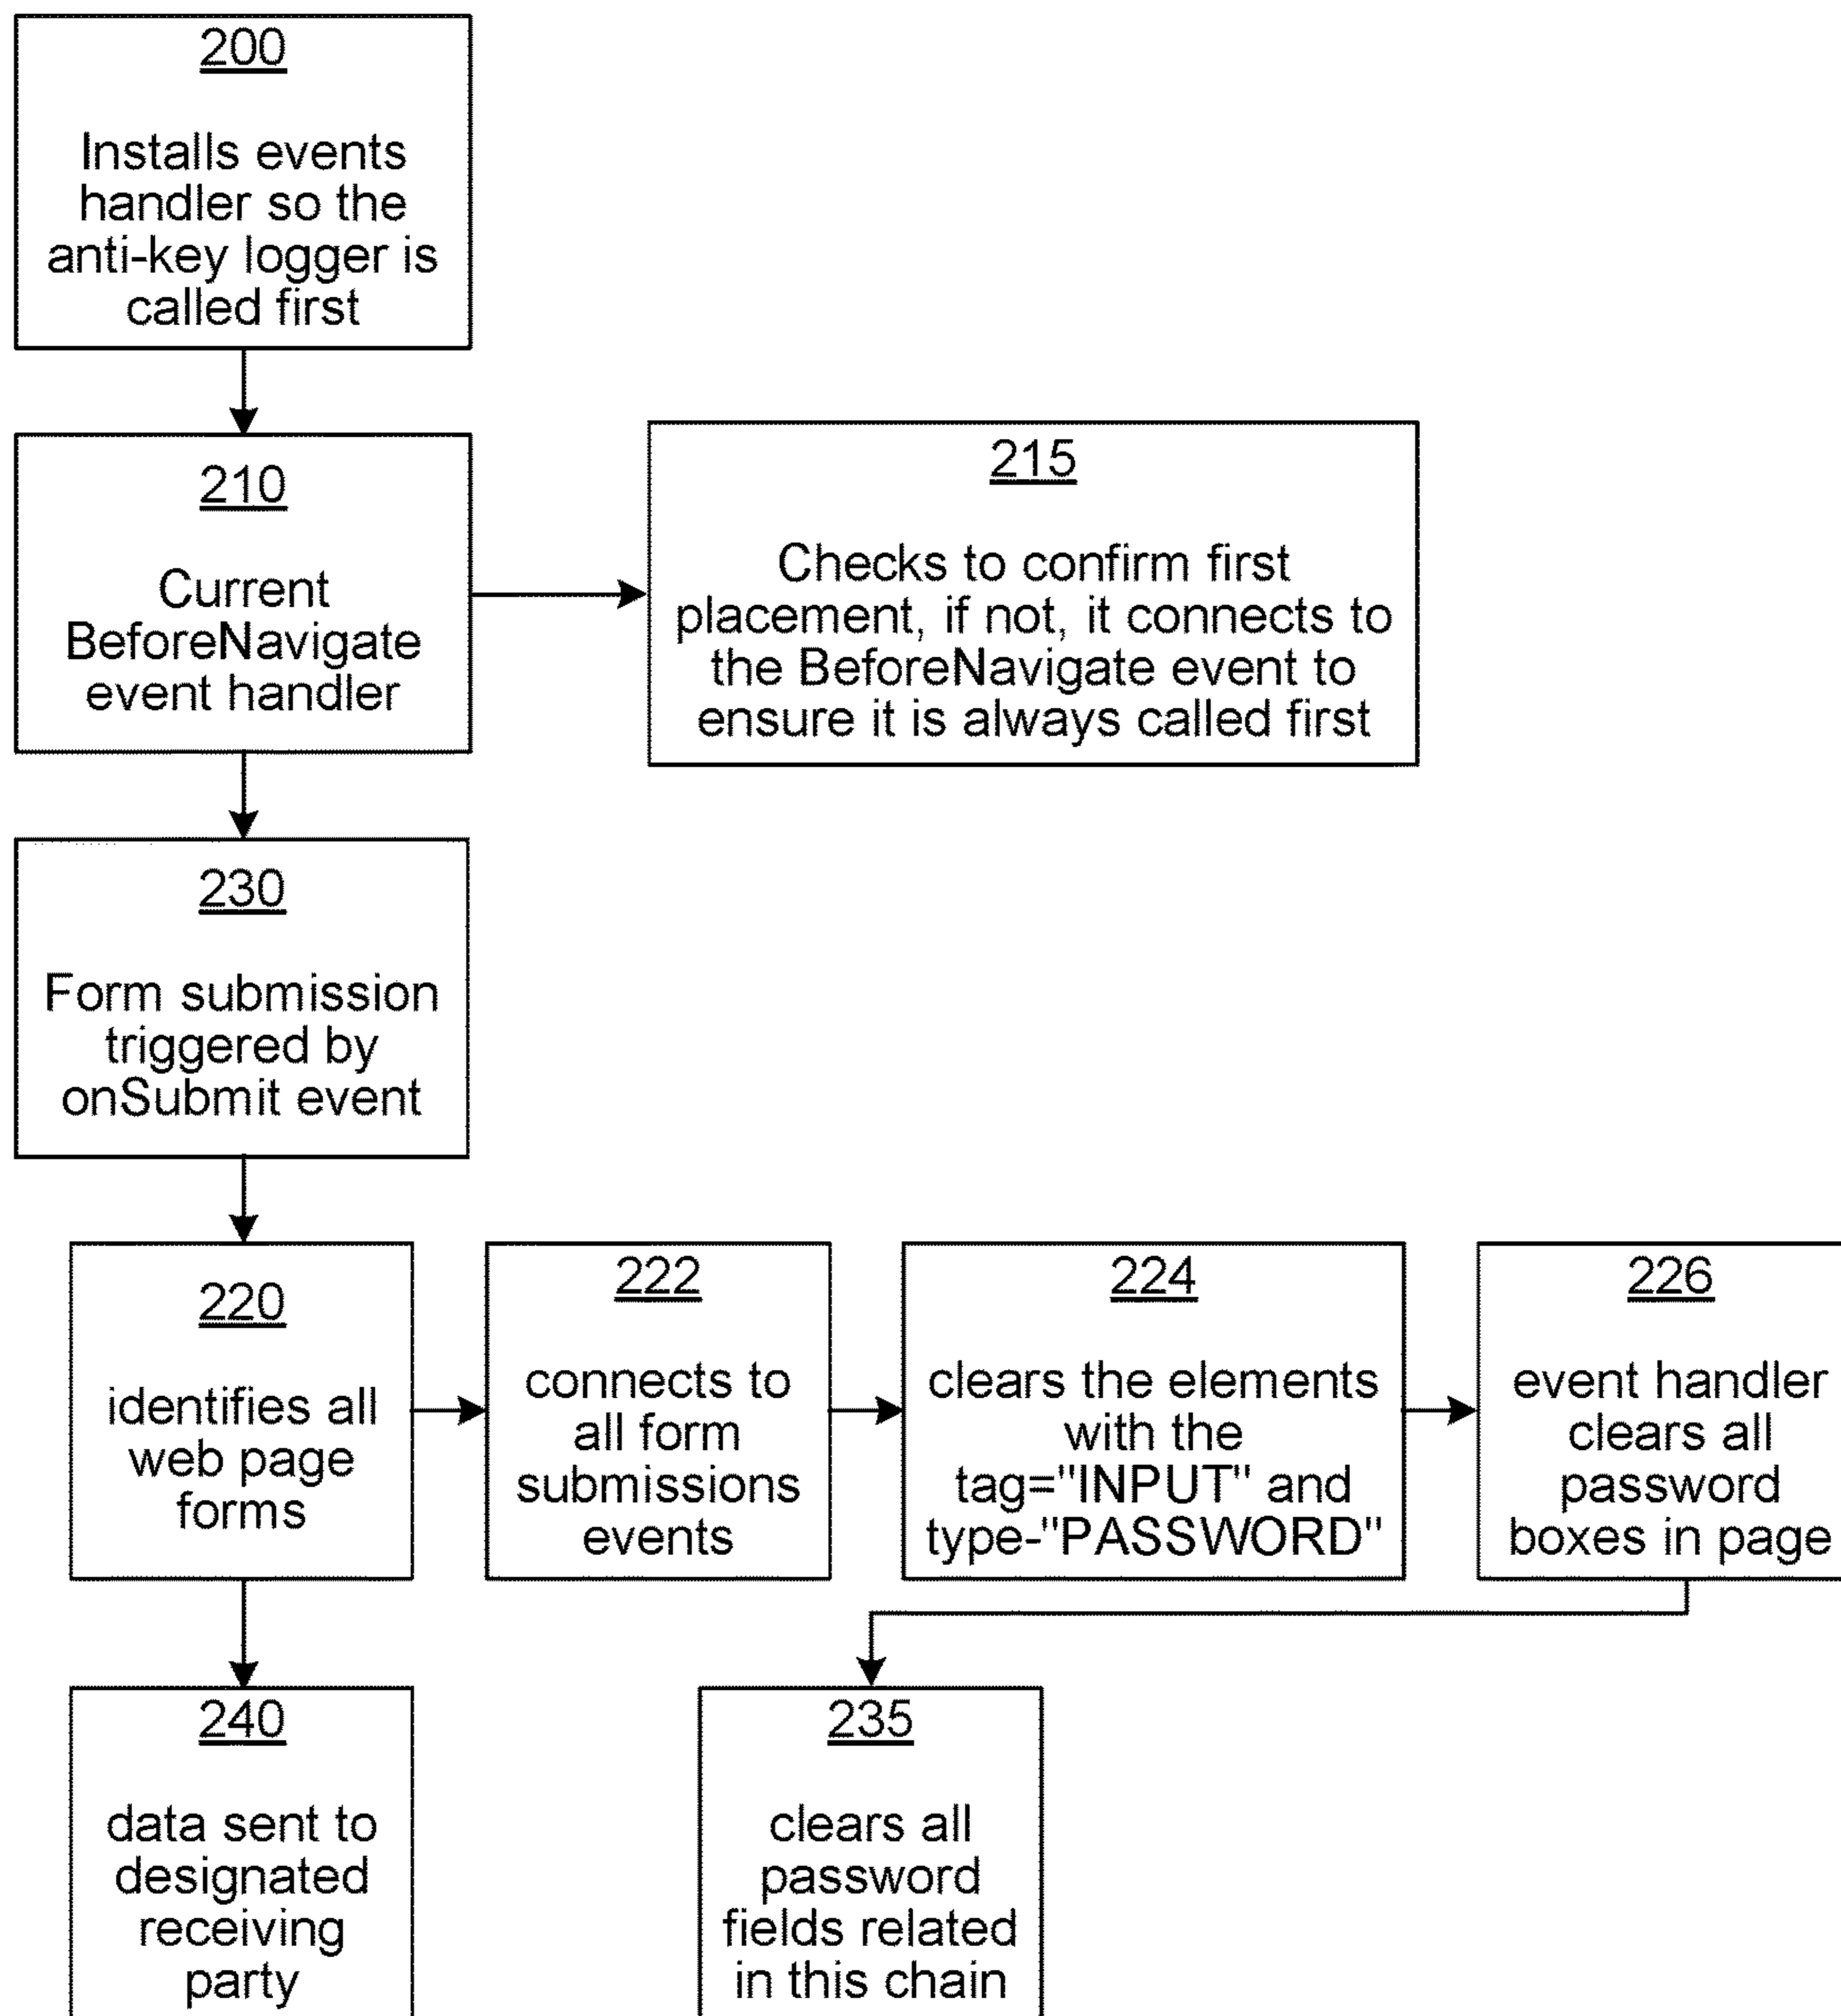 200
Installs events
handler so the
anti-key logger is
called first
210
Current
BeforeNavigate
event handler
215
Checks to confirm first
placement, if not, it connects to
the BeforeNavigate event to
ensure it is always called first
230
Form submission
triggered by
onSubmit event
220
identifies all
web page
forms
222
connects to
all form
submissions
events
224
clears the elements
with the
tag="INPUT" and
type-"PASSWORD"
226
event handler
clears all
password
boxes in page
240
data sent to
designated
receiving
party
235
clears all
password
fields related
in this chain